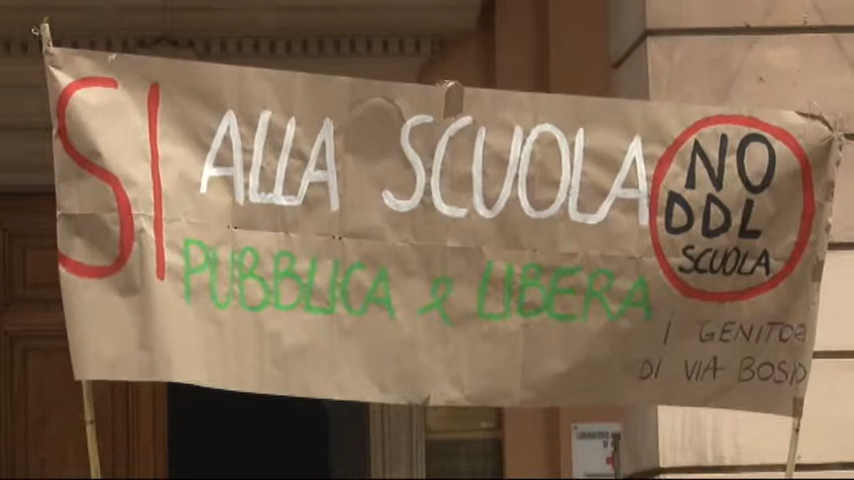 SI ALLA SCUOLA
PUBBLICA e LIBERA
NO
DDL
SCUOLA
I GENITORI
DI VIA BOSIO